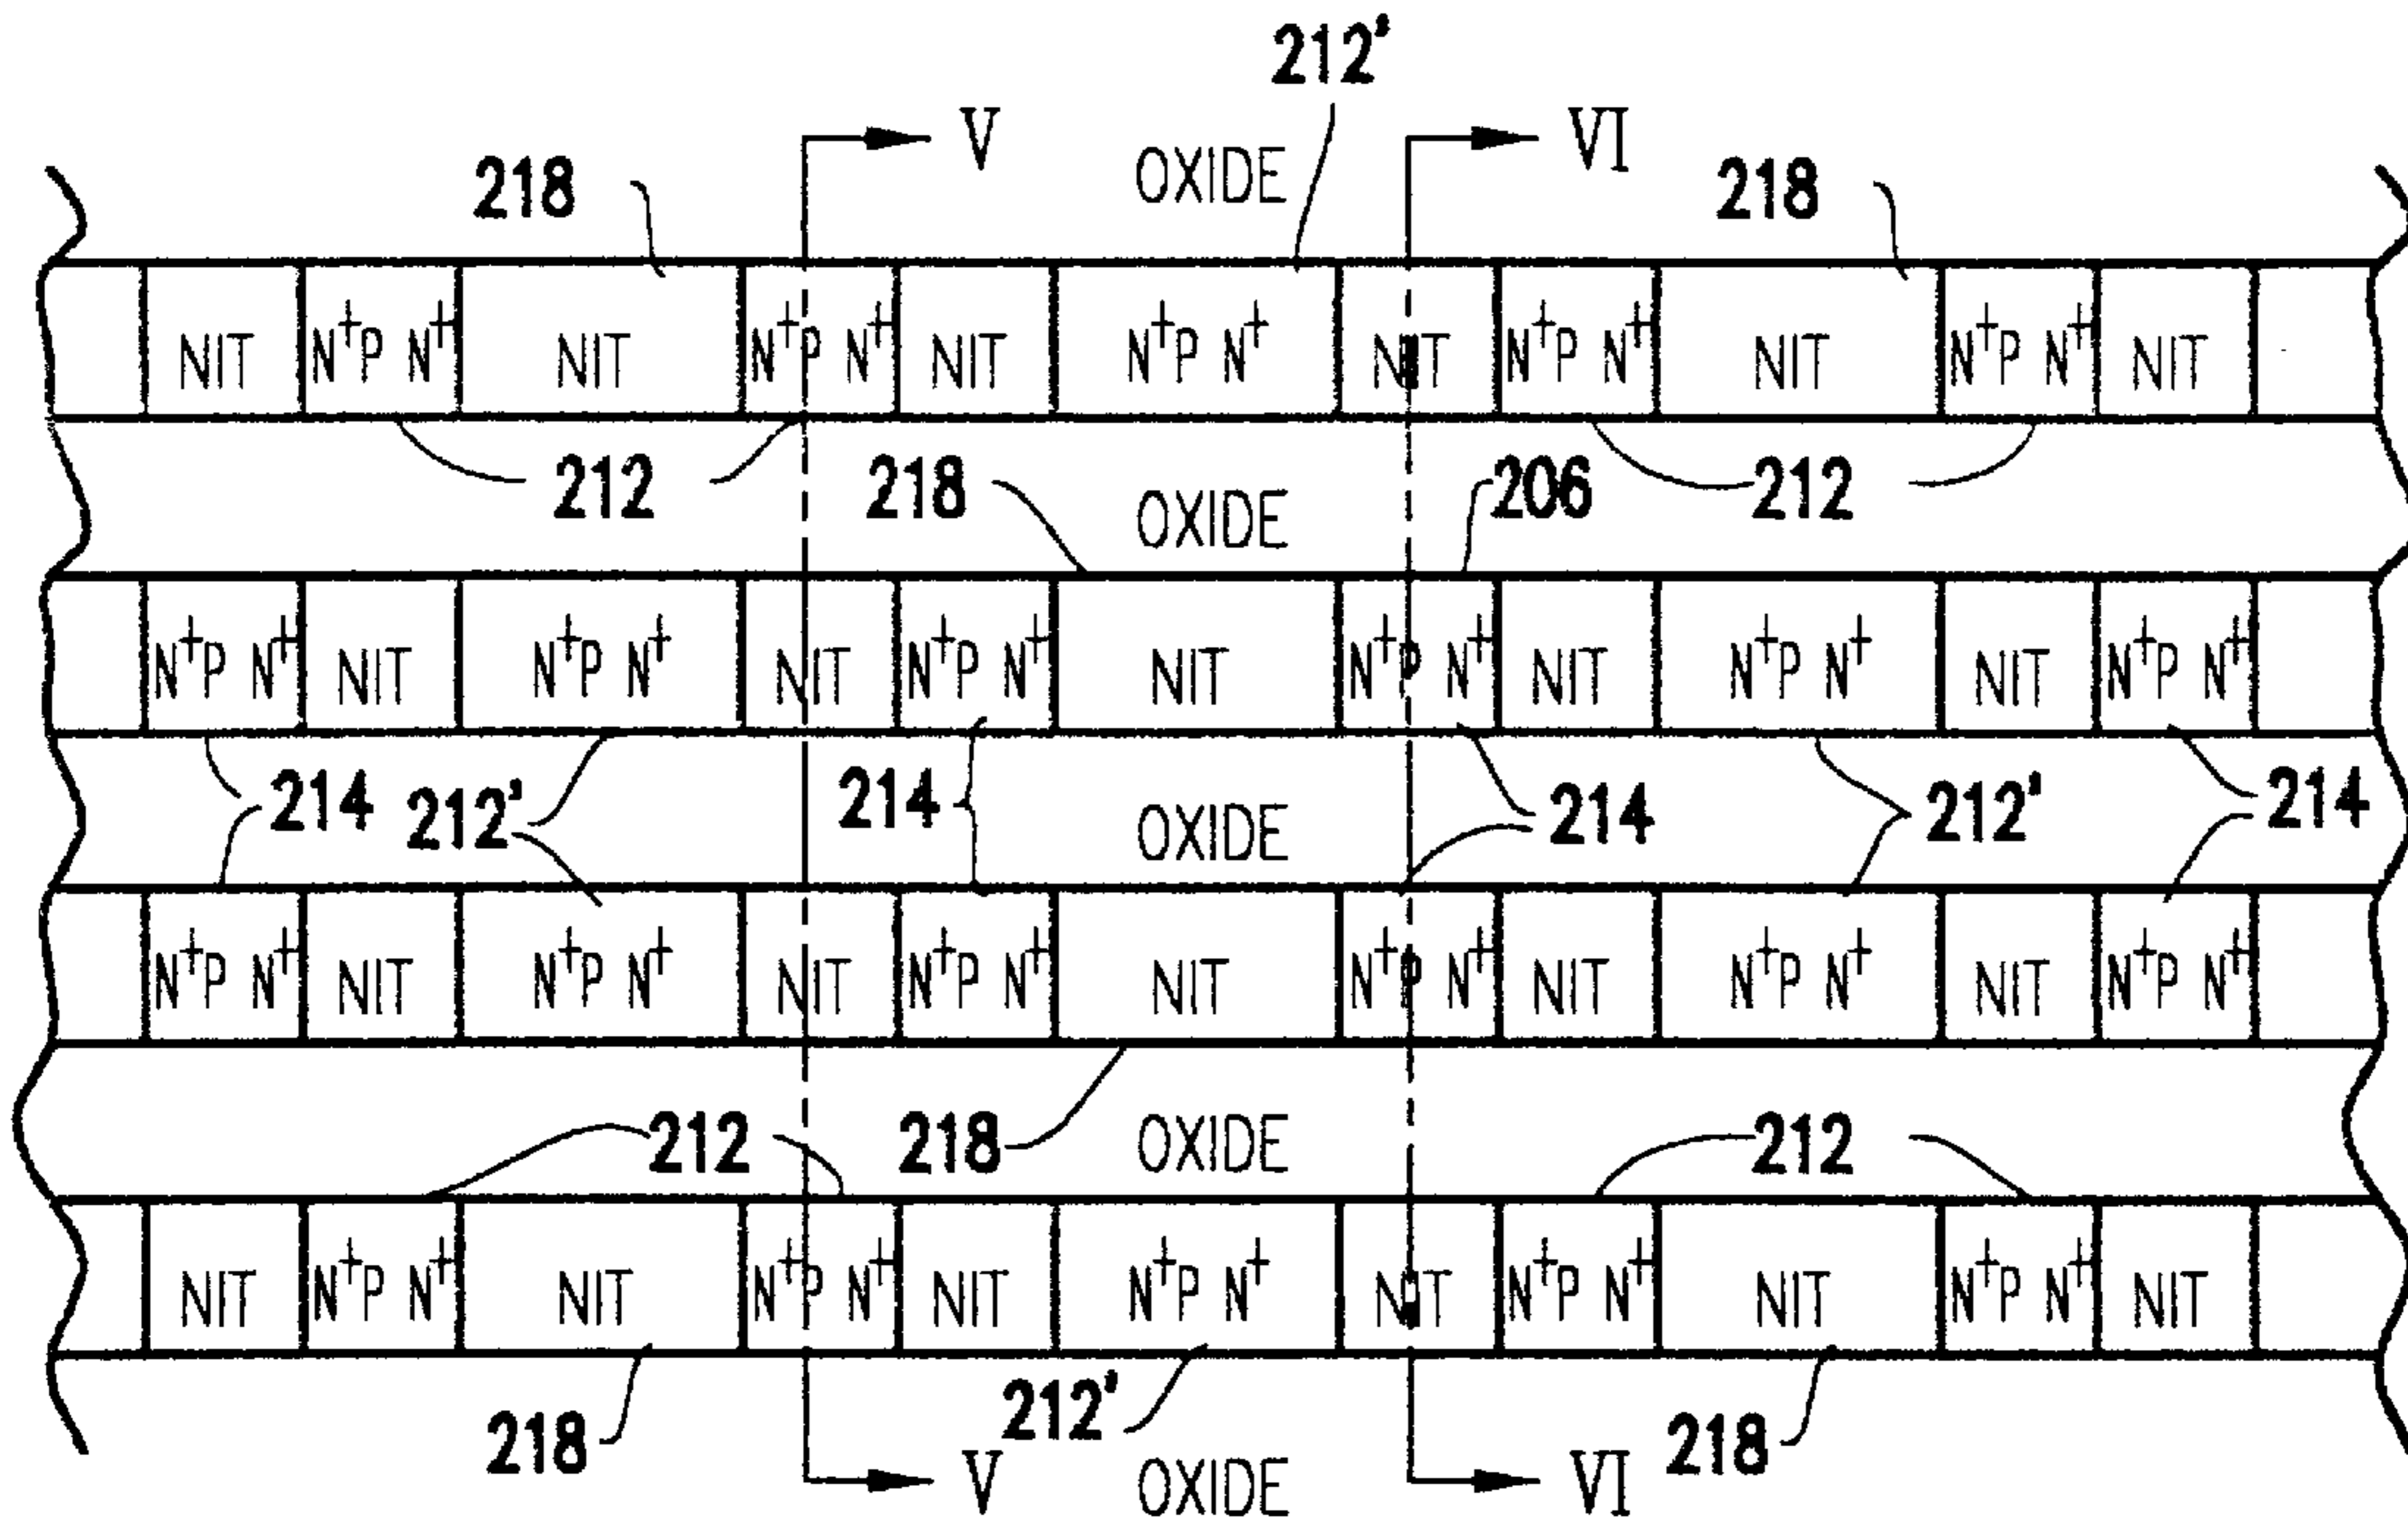 212'
V OXIDE VI
218 218
NIT N+P N+ NIT N+P N+ NIT N+P N+ NIT N+P N+ NIT N+P N+ NIT
212 218 OXIDE 206 212
N+P N+ NIT N+P N+ NIT N+P N+ NIT N+P N+ NIT N+P N+ NIT N+P N+
214 212' 214 OXIDE 214 212' 214
N+P N+ NIT N+P N+ NIT N+P N+ NIT N+P N+ NIT N+P N+ NIT N+P N+
212 218 OXIDE 212
NIT N+P N+ NIT N+P N+ NIT N+P N+ NIT N+P N+ NIT N+P N+ NIT
218 212' 218
V OXIDE VI